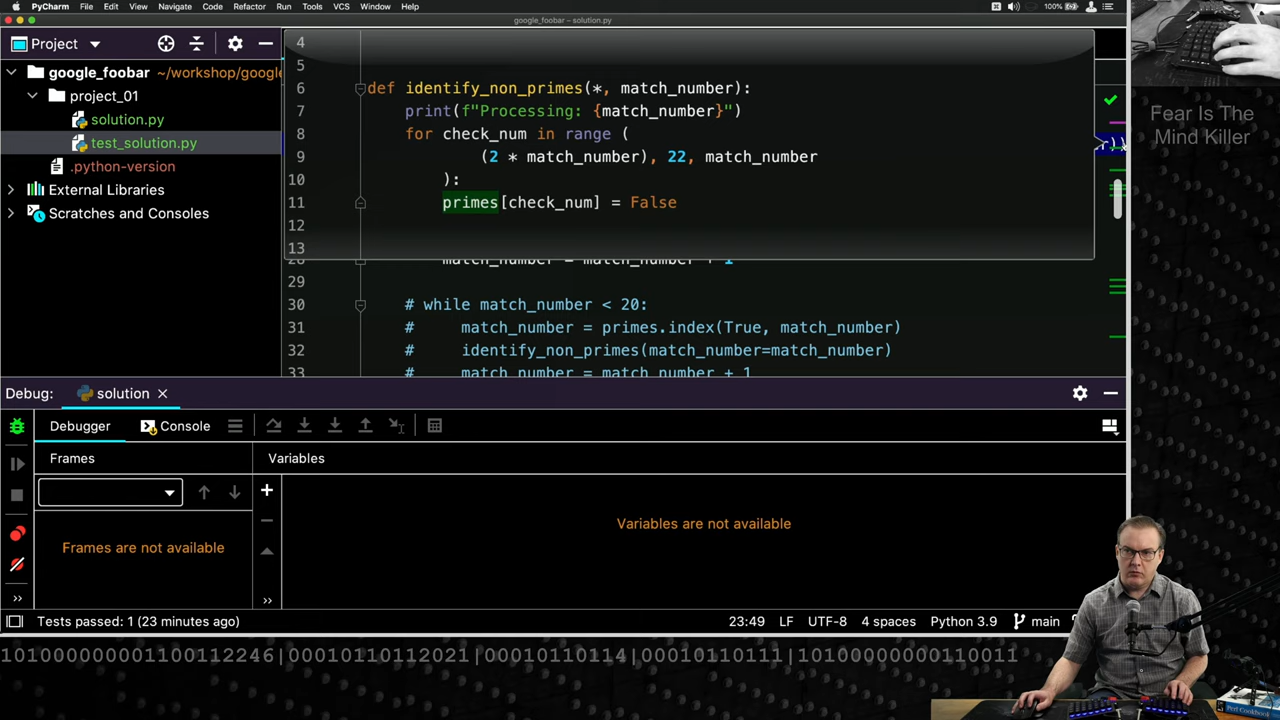 PyCharm File Edit View Navigate Code Refactor Run Tools VCS Window Help 100%
google_foobar – solution.py
Project
google_foobar ~/workshop/google
project_01
solution.py
test_solution.py
.python-version
External Libraries
Scratches and Consoles
4
5
6 def identify_non_primes(*, match_number):
7 print(f"Processing: {match_number}")
8 for check_num in range (
9 (2 * match_number), 22, match_number
10 ):
11 primes[check_num] = False
12
13
28 match_number = match_number + 1
29
30 # while match_number < 20:
31 # match_number = primes.index(True, match_number)
32 # identify_non_primes(match_number=match_number)
33 # match_number = match_number + 1
Fear Is The
Mind Killer
Debug: solution
Debugger Console
Frames Variables
Frames are not available
Variables are not available
Tests passed: 1 (23 minutes ago) 23:49 LF UTF-8 4 spaces Python 3.9 main
Perl Cookbook